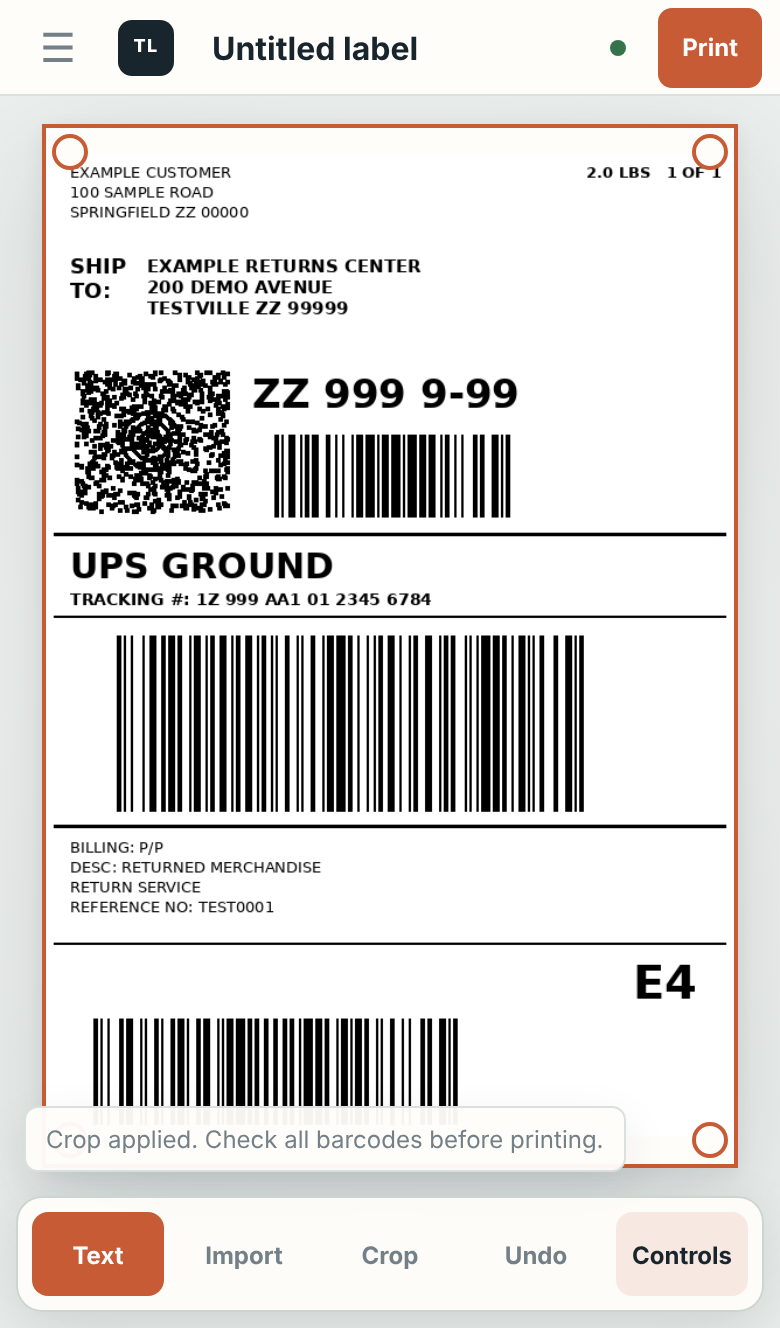 TL
Untitled label
Print
EXAMPLE CUSTOMER
100 SAMPLE ROAD
SPRINGFIELD ZZ 00000
2.0 LBS 1 OF 1
SHIP TO:
EXAMPLE RETURNS CENTER
200 DEMO AVENUE
TESTVILLE ZZ 99999
ZZ 999 9-99
UPS GROUND
TRACKING #: 1Z 999 AA1 01 2345 6784
BILLING: P/P
DESC: RETURNED MERCHANDISE
RETURN SERVICE
REFERENCE NO: TEST0001
E4
Crop applied. Check all barcodes before printing.
Text
Import
Crop
Undo
Controls